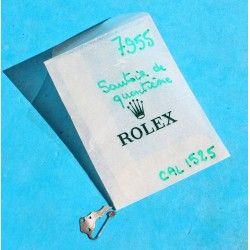 7955
Sautoir de
quantième
ROLEX
CAL 1525